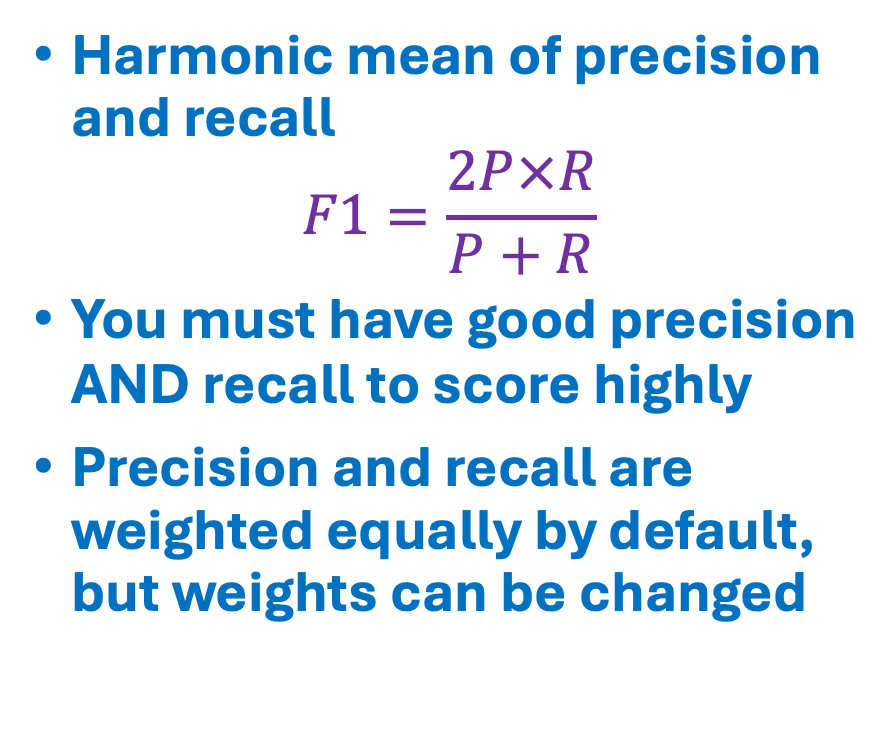 • Harmonic mean of precision
and recall
F1 = \frac{2P×R}{P + R}
• You must have good precision
AND recall to score highly
• Precision and recall are
weighted equally by default,
but weights can be changed